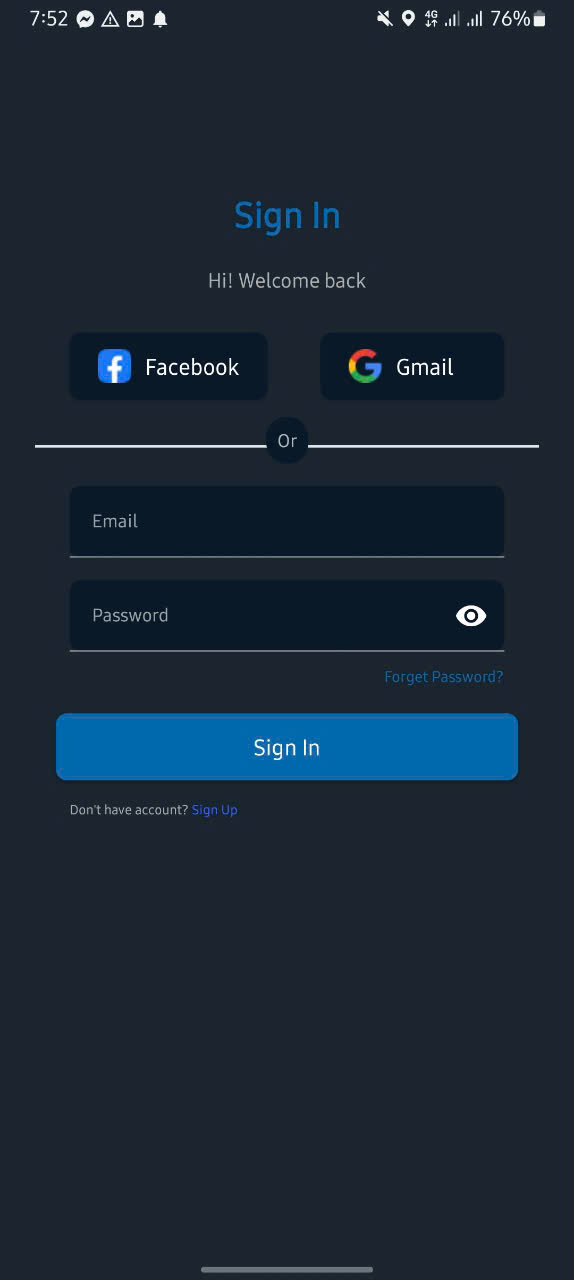 7:52 4G 76%
Sign In
Hi! Welcome back
Facebook Gmail
Or
Email
Password
Forget Password?
Sign In
Don't have account? Sign Up